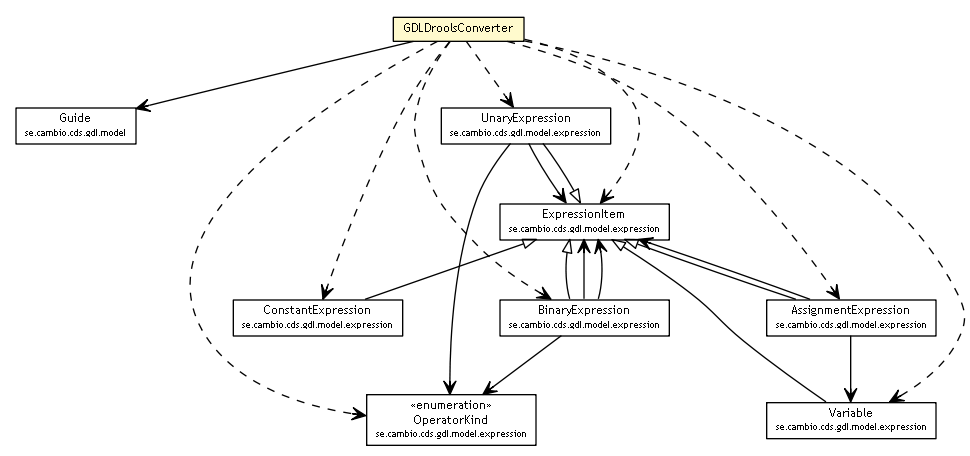 GDLDroolsConverter
Guide
se.cambio.cds.gdl.model
UnaryExpression
se.cambio.cds.gdl.model.expression
ExpressionItem
se.cambio.cds.gdl.model.expression
ConstantExpression
se.cambio.cds.gdl.model.expression
BinaryExpression
se.cambio.cds.gdl.model.expression
AssignmentExpression
se.cambio.cds.gdl.model.expression
«enumeration»
OperatorKind
se.cambio.cds.gdl.model.expression
Variable
se.cambio.cds.gdl.model.expression